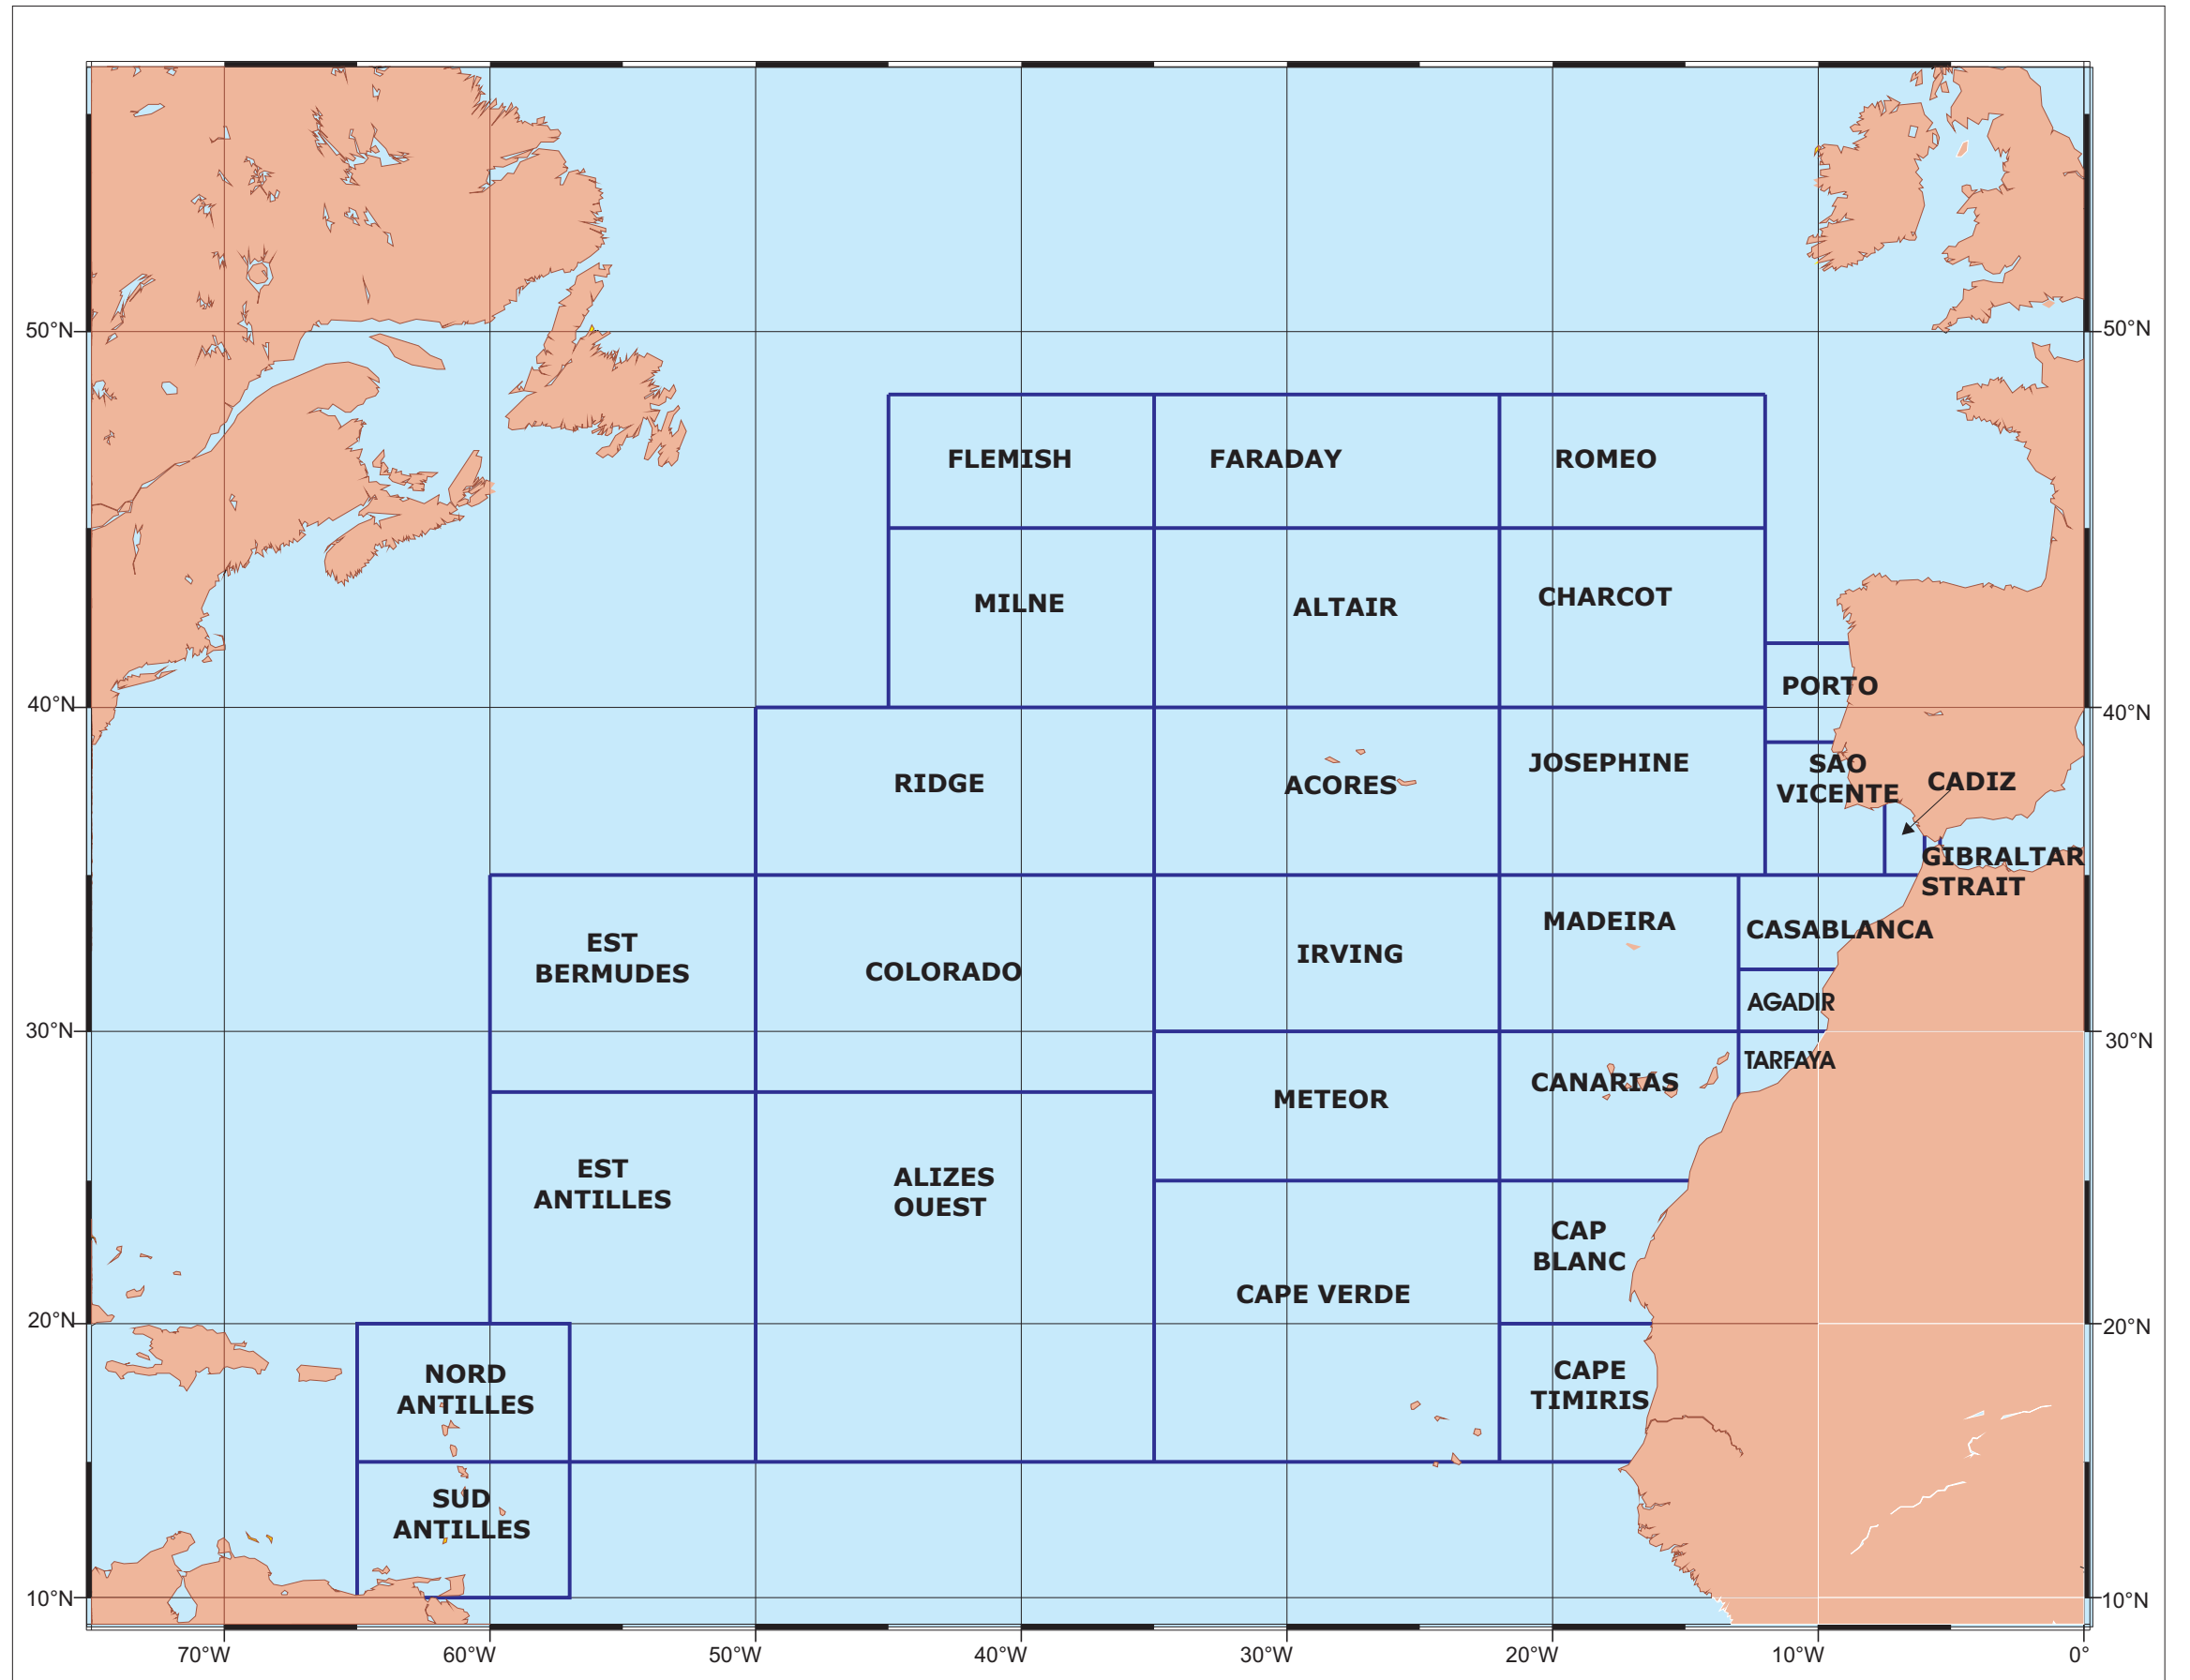 50°N
50°N
FLEMISH
FARADAY
ROMEO
MILNE
ALTAIR
CHARCOT
PORTO
40°N
40°N
RIDGE
ACORES
JOSEPHINE
SAO
VICENTE
CADIZ
GIBRALTAR
STRAIT
EST
BERMUDES
COLORADO
IRVING
MADEIRA
CASABLANCA
AGADIR
30°N
30°N
TARFAYA
METEOR
CANARIAS
EST
ANTILLES
ALIZES
OUEST
CAP
BLANC
CAPE VERDE
20°N
20°N
NORD
ANTILLES
CAPE
TIMIRIS
SUD
ANTILLES
10°N
10°N
70°W
60°W
50°W
40°W
30°W
20°W
10°W
0°